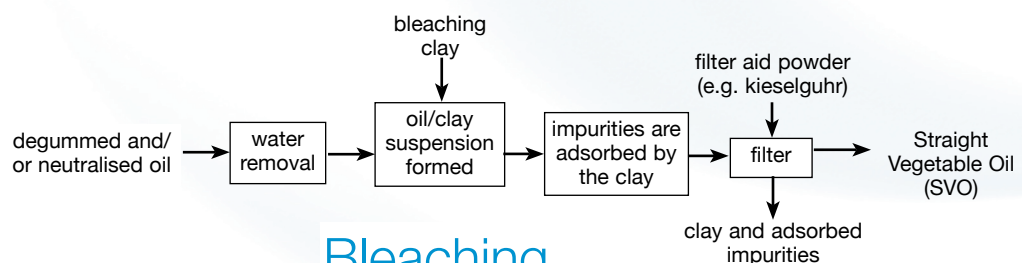 bleaching
clay
filter aid powder
(e.g. kieselguhr)
degummed and/
or neutralised oil
water
removal
oil/clay
suspension
formed
impurities are
adsorbed by
the clay
filter
Straight
Vegetable Oil
(SVO)
clay and adsorbed
impurities
Bleaching